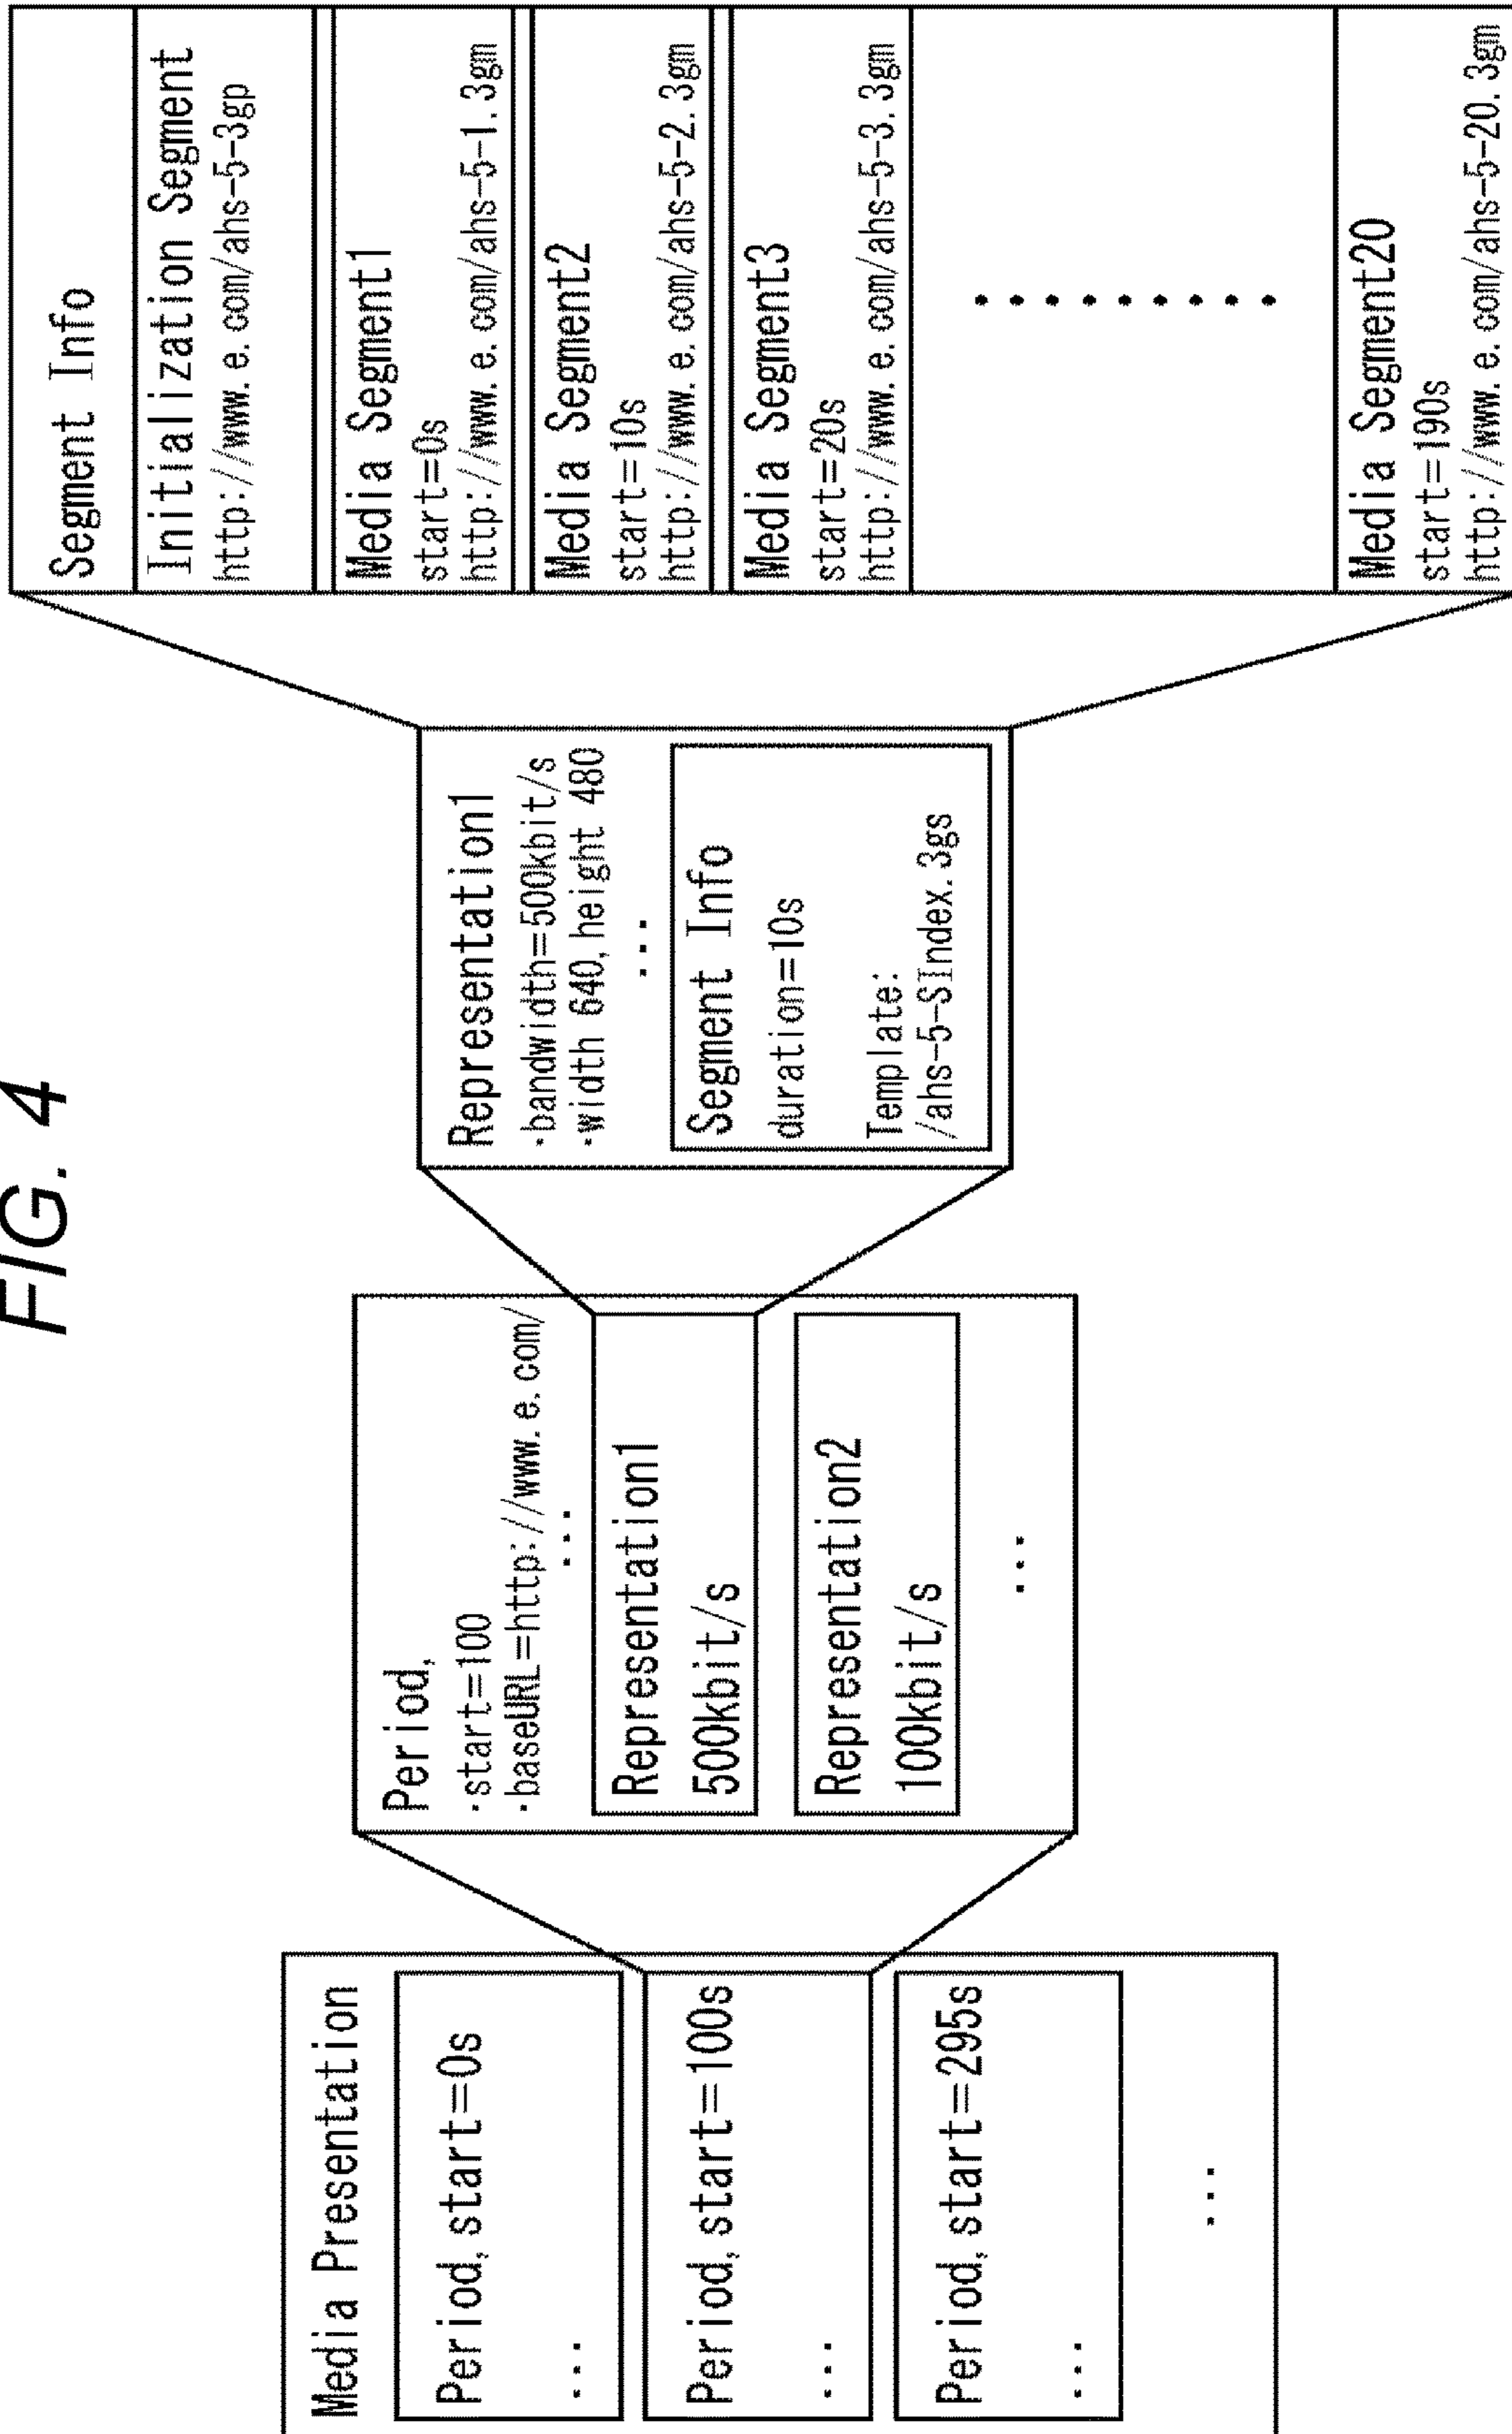 FIG. 4
Media Presentation
Period, start=0s
...
Period, start=100s
...
Period, start=295s
...
...
Period,
·start=100
·baseURL=http://www.e.com/
...
Representation1
500kbit/s
Representation2
100kbit/s
...
Representation1
·bandwidth=500kbit/s
·width 640, height 480
...
Segment Info
duration=10s
Template:
/ahs-5-SIndex.3gs
Segment Info
Initialization Segment
http://www.e.com/ahs-5-3gp
Media Segment1
start=0s
http://www.e.com/ahs-5-1.3gm
Media Segment2
start=10s
http://www.e.com/ahs-5-2.3gm
Media Segment3
start=20s
http://www.e.com/ahs-5-3.3gm
.........
Media Segment20
start=190s
http://www.e.com/ahs-5-20.3gm